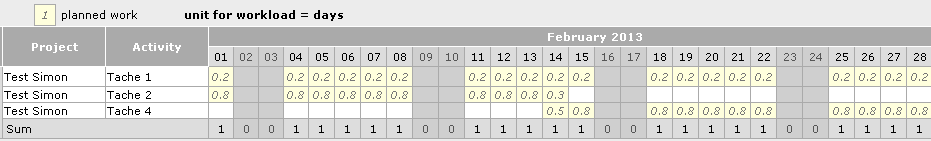 1 planned work unit for workload = days
Project Activity February 2013
01 02 03 04 05 06 07 08 09 10 11 12 13 14 15 16 17 18 19 20 21 22 23 24 25 26 27 28
Test Simon Tache 1 0.2 0.2 0.2 0.2 0.2 0.2 0.2 0.2 0.2 0.2 0.2 0.2 0.2 0.2 0.2 0.2 0.2 0.2 0.2 0.2
Test Simon Tache 2 0.8 0.8 0.8 0.8 0.8 0.8 0.8 0.8 0.8 0.3
Test Simon Tache 4 0.5 0.8 0.8 0.8 0.8 0.8 0.8 0.8 0.8 0.8 0.8
Sum 1 0 0 1 1 1 1 1 0 0 1 1 1 1 1 0 0 1 1 1 1 1 0 0 1 1 1 1